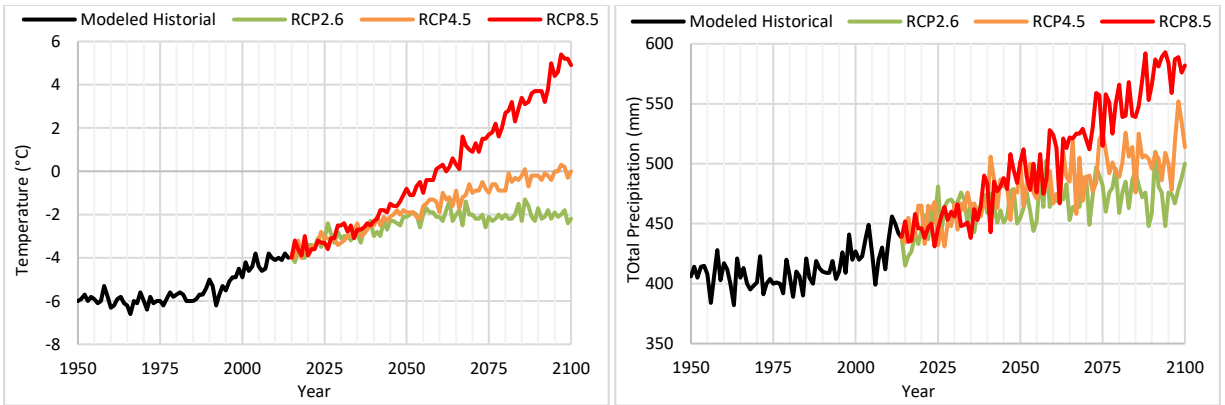 Modeled Historical RCP2.6 RCP4.5 RCP8.5
Temperature (°C)
6
4
2
0
-2
-4
-6
-8
1950 1975 2000 2025 2050 2075 2100
Year
Modeled Historical RCP2.6 RCP4.5 RCP8.5
TOtal Precipitation (mm)
600
550
500
450
400
350
1950 1975 2000 2025 2050 2075 2100
Year